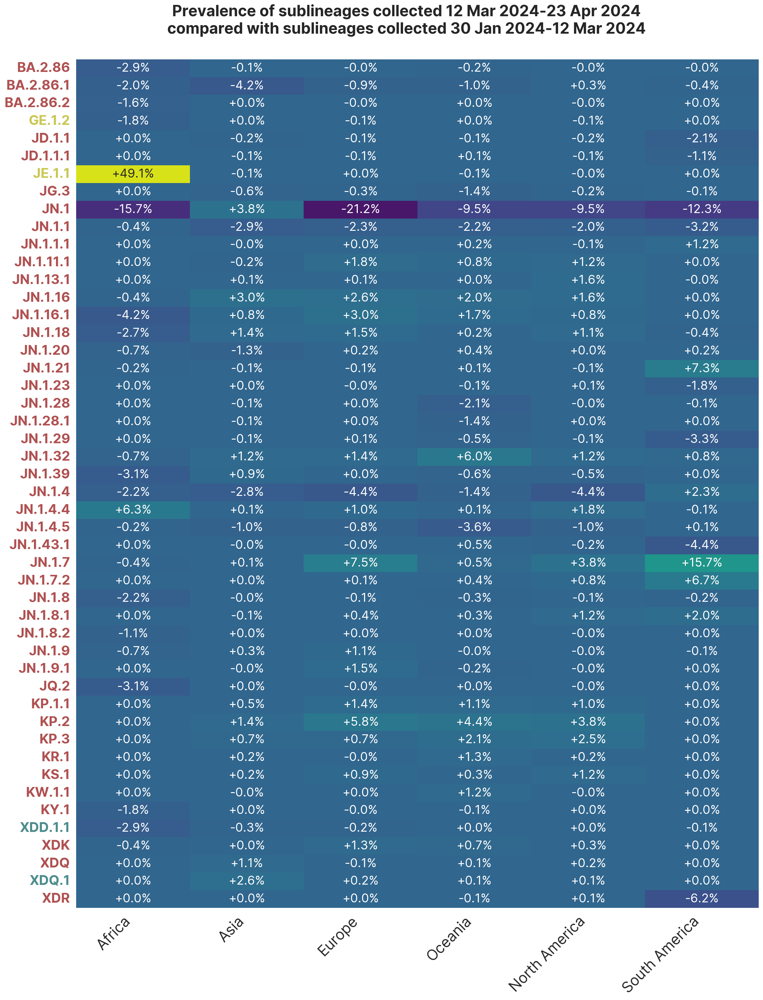 Prevalence of sublineages collected 12 Mar 2024-23 Apr 2024
compared with sublineages collected 30 Jan 2024-12 Mar 2024
BA.2.86 -2.9% -0.1% -0.0% -0.2% -0.0% -0.0%
BA.2.86.1 -2.0% -4.2% -0.9% -1.0% +0.3% -0.4%
BA.2.86.2 -1.6% +0.0% -0.0% +0.0% -0.0% +0.0%
GE.1.2 -1.8% +0.0% -0.1% +0.0% -0.1% +0.0%
JD.1.1 +0.0% -0.2% -0.1% -0.1% -0.2% -2.1%
JD.1.1.1 +0.0% -0.1% -0.1% +0.1% -0.1% -1.1%
JE.1.1 +49.1% -0.1% +0.0% -0.1% -0.0% +0.0%
JG.3 +0.0% -0.6% -0.3% -1.4% -0.2% -0.1%
JN.1 -15.7% +3.8% -21.2% -9.5% -9.5% -12.3%
JN.1.1 -0.4% -2.9% -2.3% -2.2% -2.0% -3.2%
JN.1.1.1 +0.0% -0.0% +0.0% +0.2% -0.1% +1.2%
JN.1.11.1 +0.0% -0.2% +1.8% +0.8% +1.2% +0.0%
JN.1.13.1 +0.0% +0.1% +0.1% +0.0% +1.6% -0.0%
JN.1.16 -0.4% +3.0% +2.6% +2.0% +1.6% +0.0%
JN.1.16.1 -4.2% +0.8% +3.0% +1.7% +0.8% +0.0%
JN.1.18 -2.7% +1.4% +1.5% +0.2% +1.1% -0.4%
JN.1.20 -0.7% -1.3% +0.2% +0.4% +0.0% +0.2%
JN.1.21 -0.2% -0.1% -0.1% +0.1% -0.1% +7.3%
JN.1.23 +0.0% +0.0% -0.0% -0.1% +0.1% -1.8%
JN.1.28 +0.0% -0.1% +0.0% -2.1% -0.0% -0.1%
JN.1.28.1 +0.0% -0.1% +0.0% -1.4% +0.0% +0.0%
JN.1.29 +0.0% -0.1% +0.1% -0.5% -0.1% -3.3%
JN.1.32 -0.7% +1.2% +1.4% +6.0% +1.2% +0.8%
JN.1.39 -3.1% +0.9% +0.0% -0.6% -0.5% +0.0%
JN.1.4 -2.2% -2.8% -4.4% -1.4% -4.4% +2.3%
JN.1.4.4 +6.3% +0.1% +1.0% +0.1% +1.8% -0.1%
JN.1.4.5 -0.2% -1.0% -0.8% -3.6% -1.0% +0.1%
JN.1.43.1 +0.0% -0.0% -0.0% +0.5% -0.2% -4.4%
JN.1.7 -0.4% +0.1% +7.5% +0.5% +3.8% +15.7%
JN.1.7.2 +0.0% +0.0% +0.1% +0.4% +0.8% +6.7%
JN.1.8 -2.2% -0.0% -0.1% -0.3% -0.1% -0.2%
JN.1.8.1 +0.0% -0.1% +0.4% +0.3% +1.2% +2.0%
JN.1.8.2 -1.1% +0.0% +0.0% +0.0% -0.0% +0.0%
JN.1.9 -0.7% +0.3% +1.1% -0.0% -0.0% -0.1%
JN.1.9.1 +0.0% -0.0% +1.5% -0.2% -0.0% +0.0%
JQ.2 -3.1% +0.0% -0.0% +0.0% -0.0% +0.0%
KP.1.1 +0.0% +0.5% +1.4% +1.1% +1.0% +0.0%
KP.2 +0.0% +1.4% +5.8% +4.4% +3.8% +0.0%
KP.3 +0.0% +0.7% +0.7% +2.1% +2.5% +0.0%
KR.1 +0.0% +0.2% -0.0% +1.3% +0.2% +0.0%
KS.1 +0.0% +0.2% +0.9% +0.3% +1.2% +0.0%
KW.1.1 +0.0% -0.0% +0.0% +1.2% -0.0% +0.0%
KY.1 -1.8% +0.0% -0.0% -0.1% +0.0% +0.0%
XDD.1.1 -2.9% -0.3% -0.2% +0.0% +0.0% -0.1%
XDK -0.4% +0.0% +1.3% +0.7% +0.3% +0.0%
XDQ +0.0% +1.1% -0.1% +0.1% +0.2% +0.0%
XDQ.1 +0.0% +2.6% +0.2% +0.1% +0.1% +0.0%
XDR +0.0% +0.0% +0.0% -0.1% +0.1% -6.2%
Africa Asia Europe Oceania North America South America